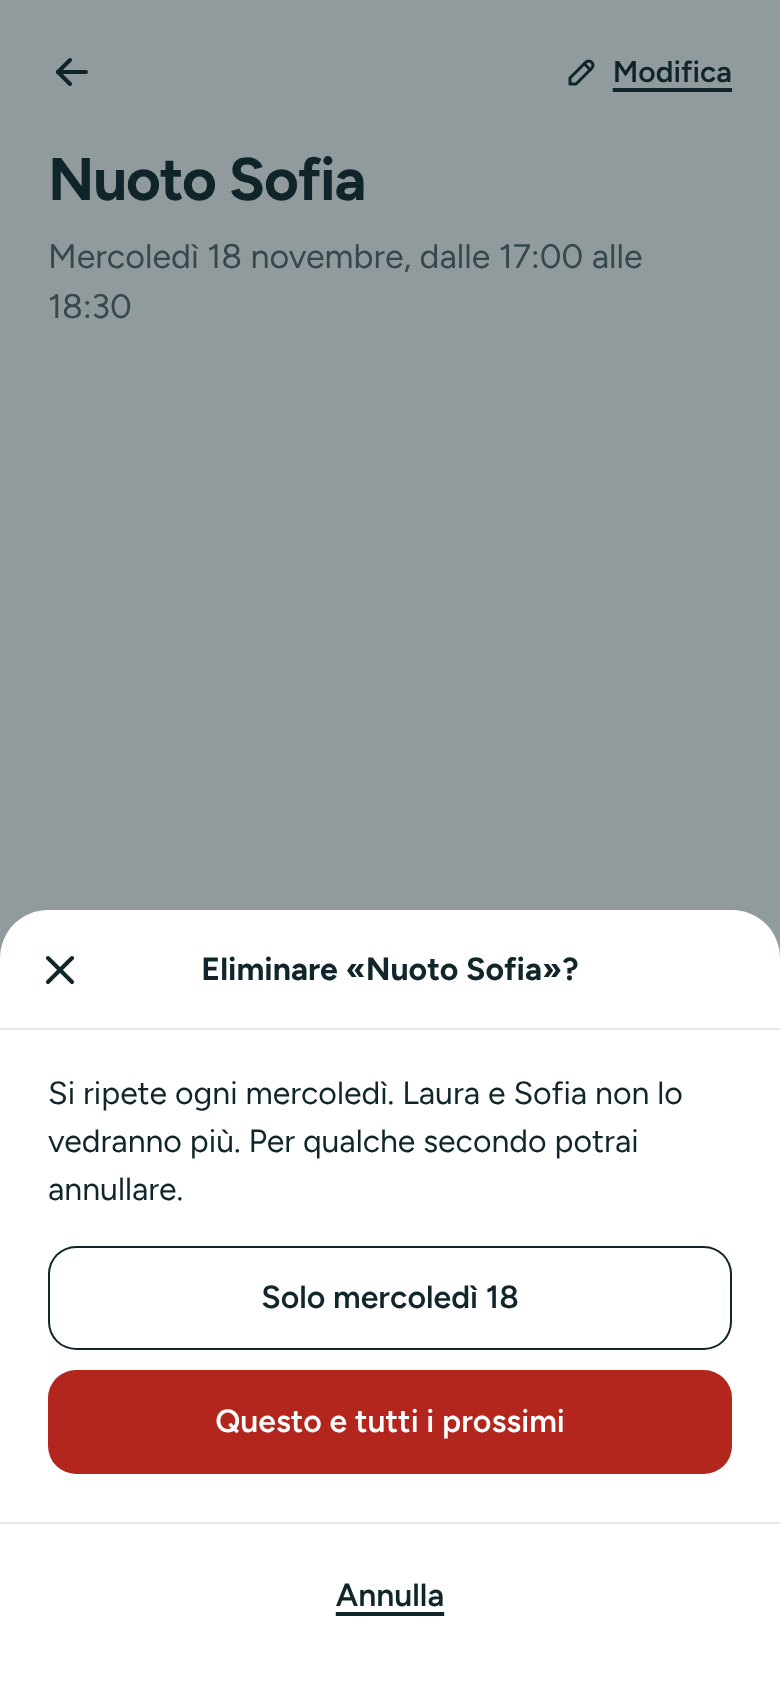 Modifica
Nuoto Sofia
Mercoledì 18 novembre, dalle 17:00 alle
18:30
Eliminare «Nuoto Sofia»?
Si ripete ogni mercoledì. Laura e Sofia non lo
vedranno più. Per qualche secondo potrai
annullare.
Solo mercoledì 18
Questo e tutti i prossimi
Annulla